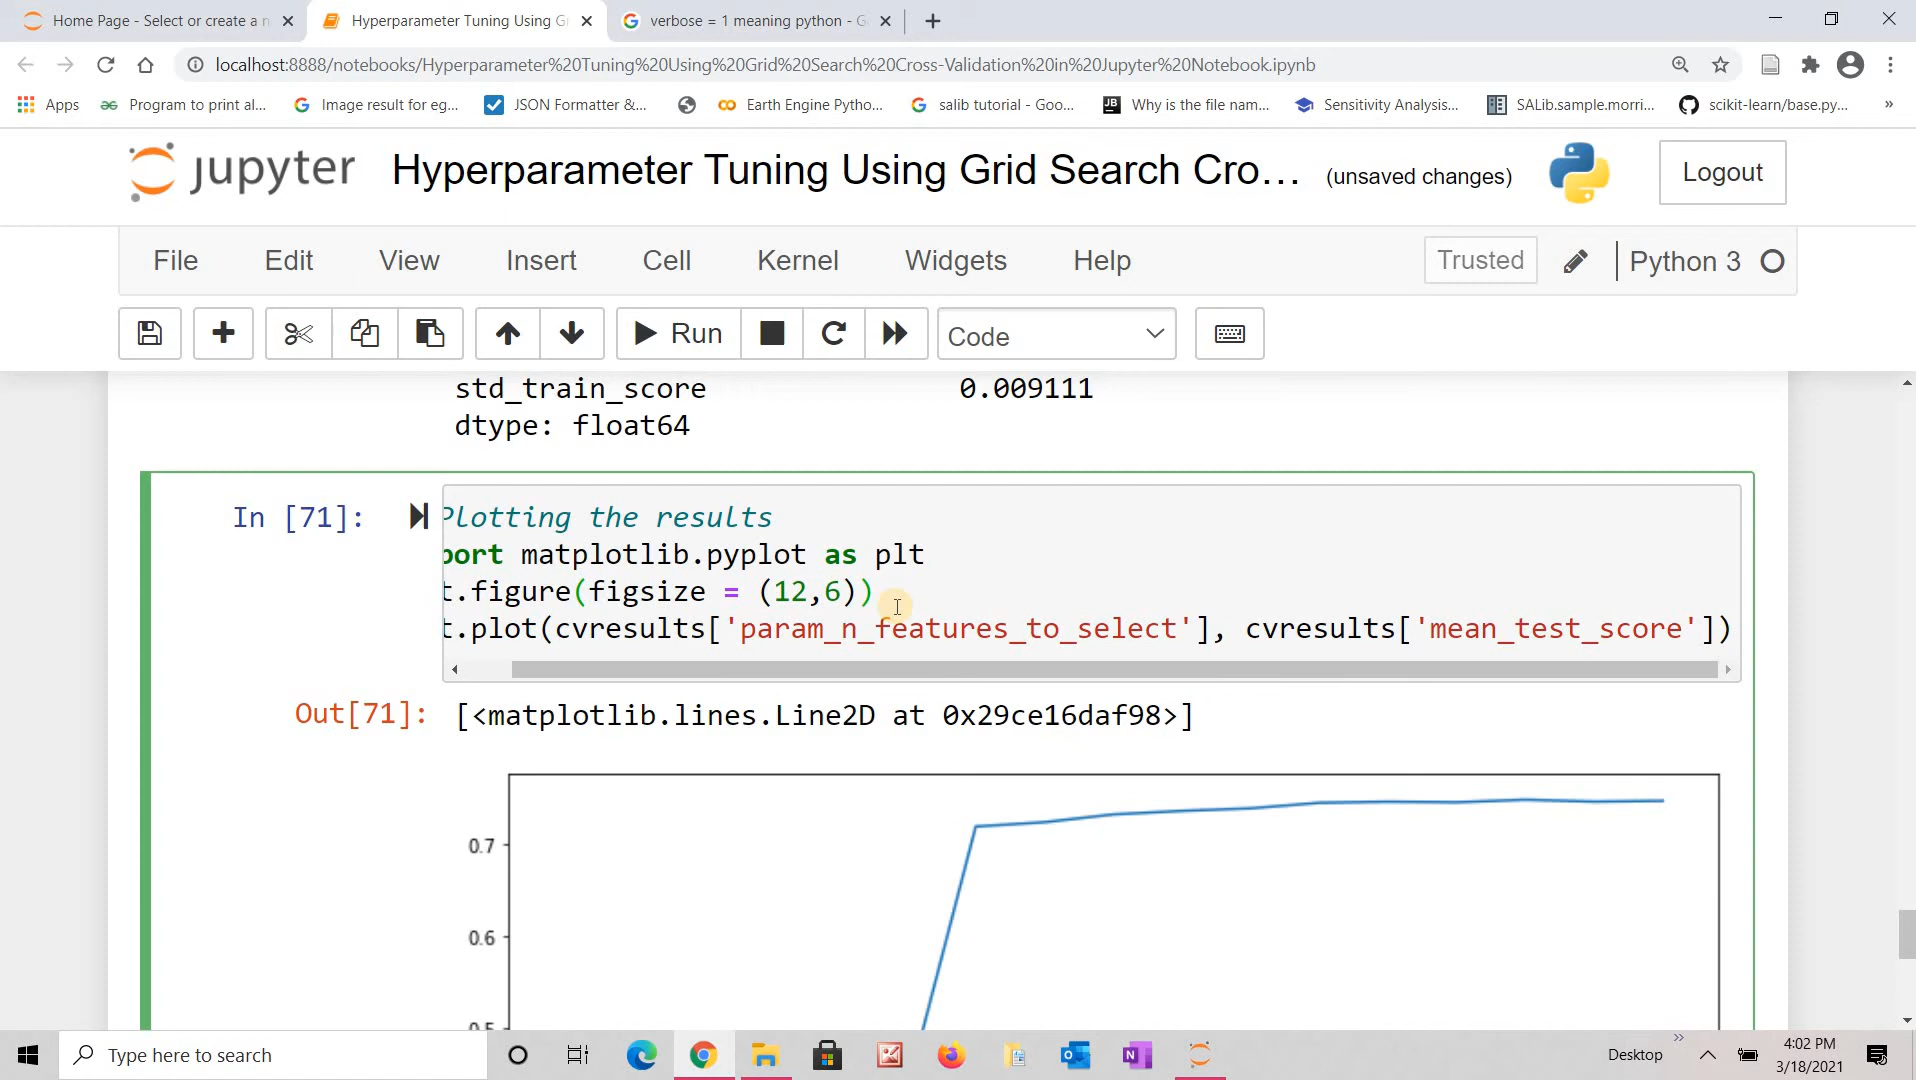 Home Page - Select or create a n
Hyperparameter Tuning Using Gr
verbose = 1 meaning python - G
localhost:8888/notebooks/Hyperparameter%20Tuning%20Using%20Grid%20Search%20Cross-Validation%20in%20Jupyter%20Notebook.ipynb
Apps
Program to print al...
Image result for eg...
JSON Formatter &...
Earth Engine Pytho...
salib tutorial - Goo...
Why is the file nam...
Sensitivity Analysis...
SALib.sample.morri...
scikit-learn/base.py...
jupyter
Hyperparameter Tuning Using Grid Search Cro...
(unsaved changes)
Logout
File Edit View Insert Cell Kernel Widgets Help
Trusted
Python 3
Run
Code
std_train_score 0.009111
dtype: float64
In [71]:
Plotting the results
port matplotlib.pyplot as plt
t.figure(figsize = (12,6))
t.plot(cvresults['param_n_features_to_select'], cvresults['mean_test_score'])
Out[71]: [<matplotlib.lines.Line2D at 0x29ce16daf98>]
0.7
0.6
0.5
Type here to search
Desktop
4:02 PM
3/18/2021